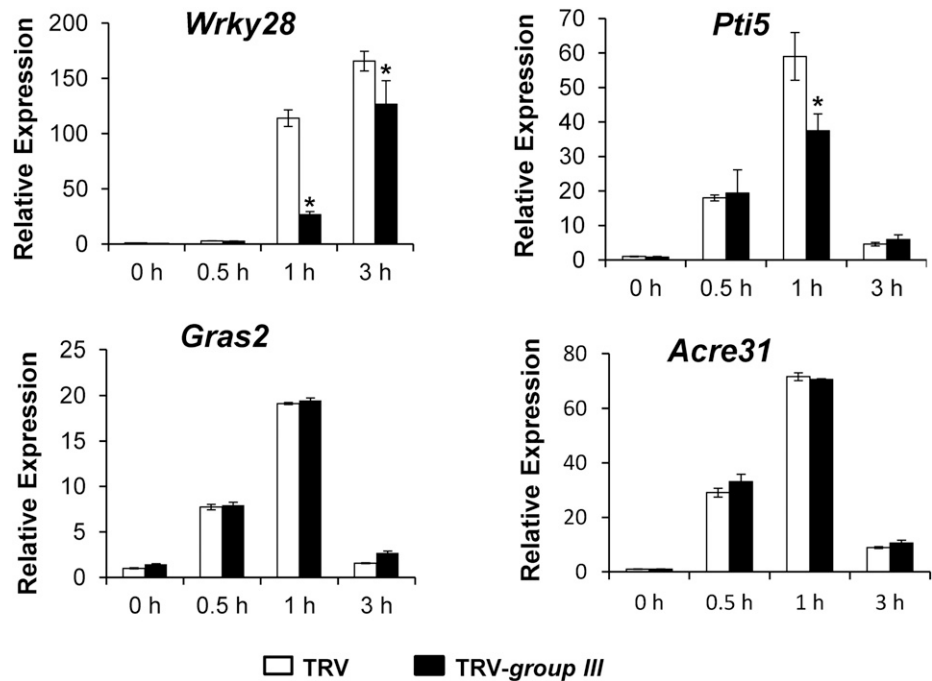 Wrky28
Relative Expression
200
150
100
50
0
*
*
0 h 0.5 h 1 h 3 h
Pti5
Relative Expression
70
60
50
40
30
20
10
0
*
0 h 0.5 h 1 h 3 h
Gras2
Relative Expression
25
20
15
10
5
0
0 h 0.5 h 1 h 3 h
Acre31
Relative Expression
80
60
40
20
0
0 h 0.5 h 1 h 3 h
TRV TRV-group III